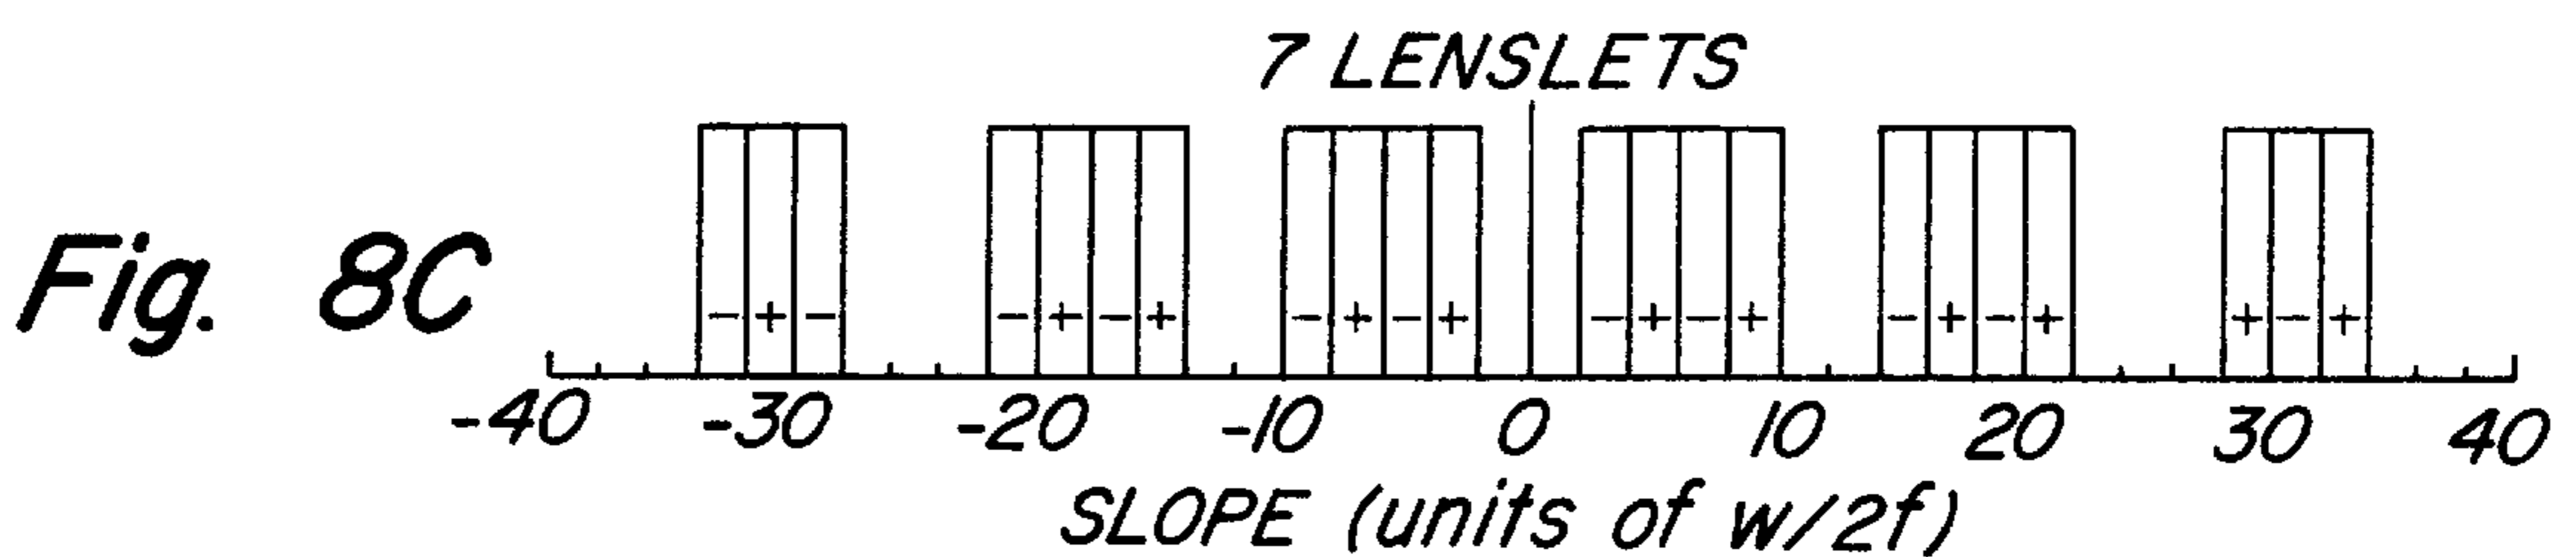 7 LENSLETS
Fig. 8C
-+- -+-+ -+-+ -+-+ -+-+ +-+
-40 -30 -20 -10 0 10 20 30 40
SLOPE (units of w/2f)